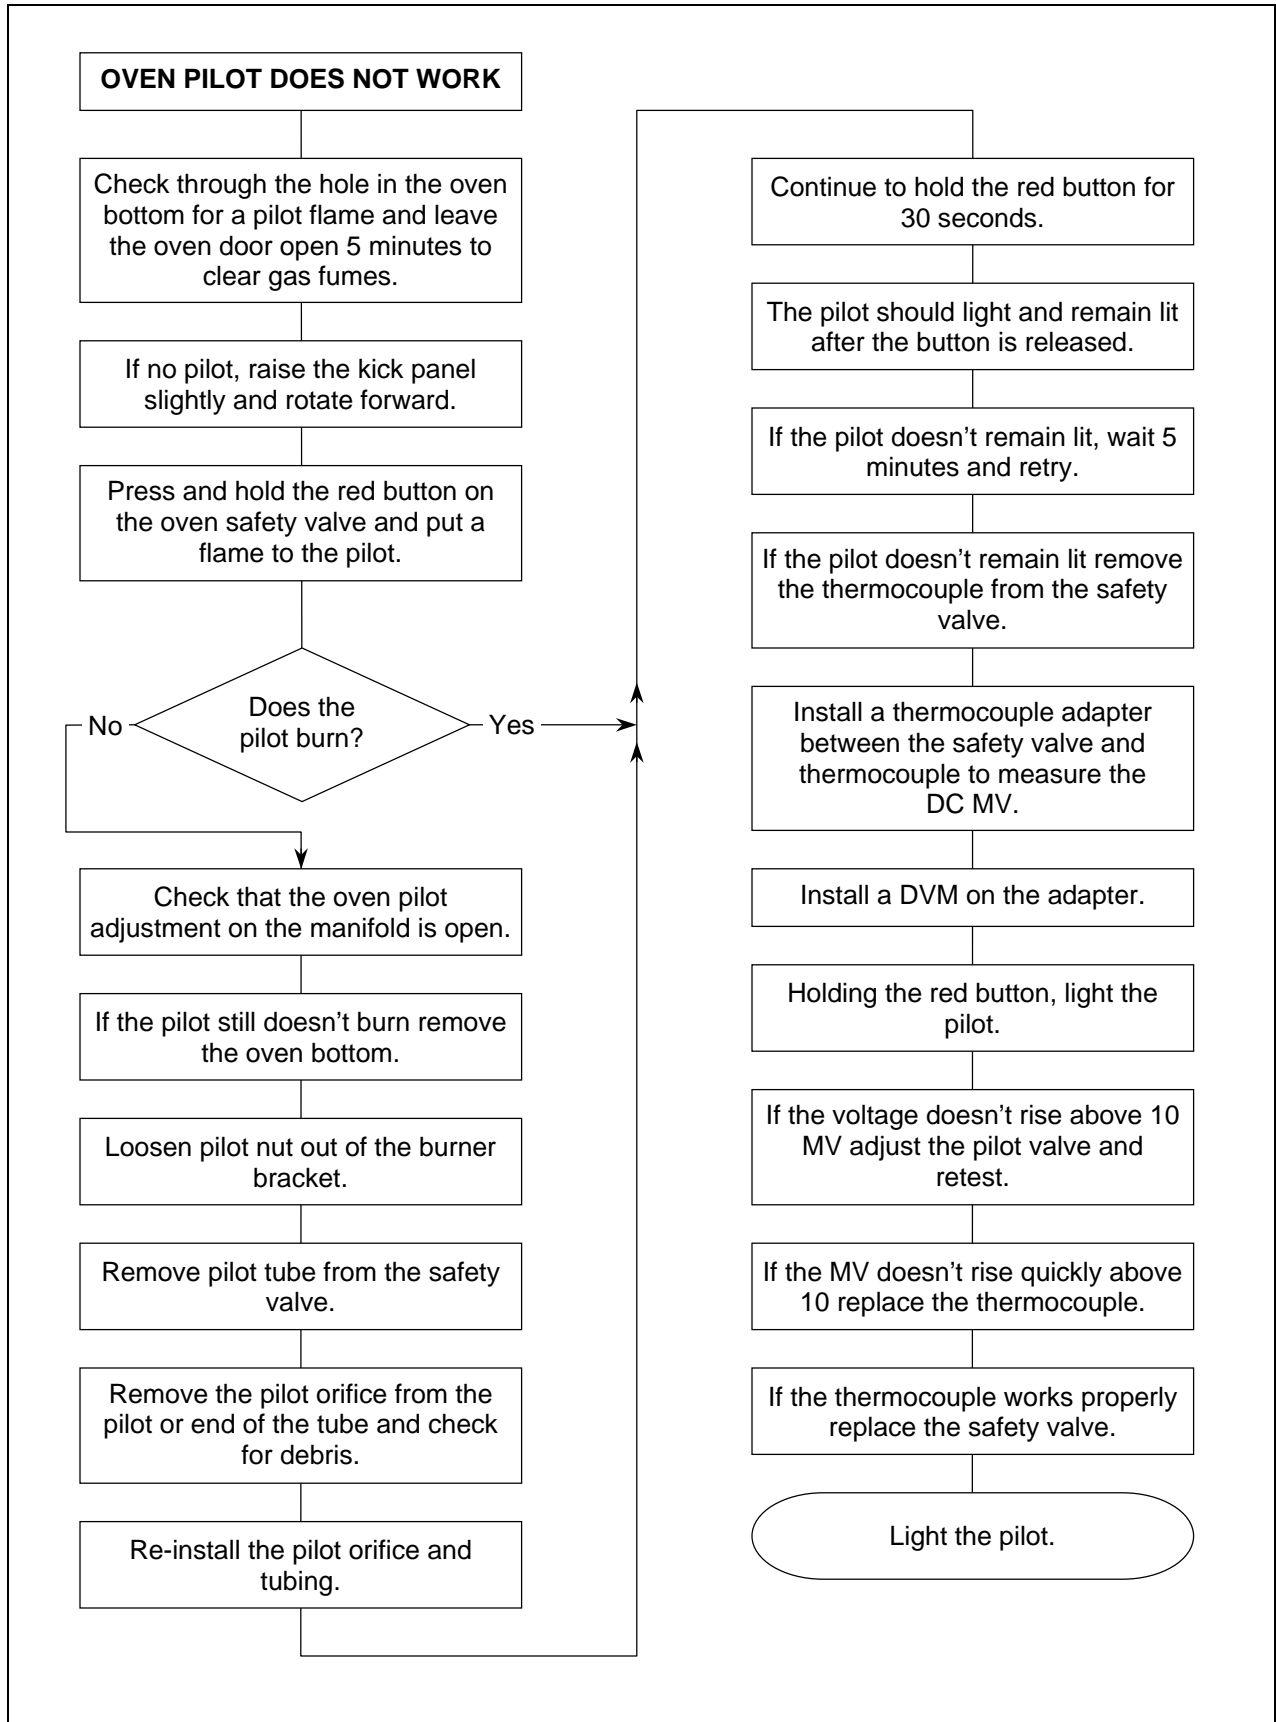 OVEN PILOT DOES NOT WORK
Check through the hole in the oven
bottom for a pilot flame and leave
the oven door open 5 minutes to
clear gas fumes.
If no pilot, raise the kick panel
slightly and rotate forward.
Press and hold the red button on
the oven safety valve and put a
flame to the pilot.
Does the
pilot burn?
No
Yes
Check that the oven pilot
adjustment on the manifold is open.
If the pilot still doesn’t burn remove
the oven bottom.
Loosen pilot nut out of the burner
bracket.
Remove pilot tube from the safety
valve.
Remove the pilot orifice from the
pilot or end of the tube and check
for debris.
Re-install the pilot orifice and
tubing.
Continue to hold the red button for
30 seconds.
The pilot should light and remain lit
after the button is released.
If the pilot doesn’t remain lit, wait 5
minutes and retry.
If the pilot doesn’t remain lit remove
the thermocouple from the safety
valve.
Install a thermocouple adapter
between the safety valve and
thermocouple to measure the
DC MV.
Install a DVM on the adapter.
Holding the red button, light the
pilot.
If the voltage doesn’t rise above 10
MV adjust the pilot valve and
retest.
If the MV doesn’t rise quickly above
10 replace the thermocouple.
If the thermocouple works properly
replace the safety valve.
Light the pilot.